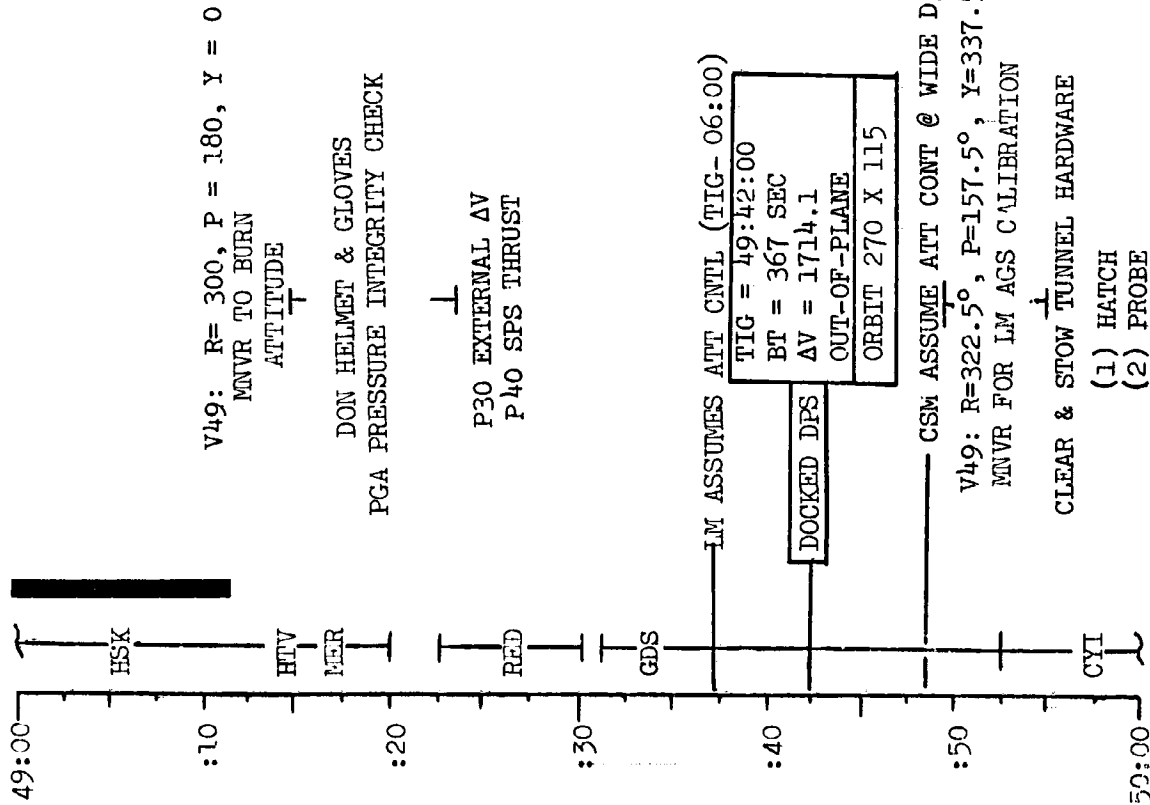 49:00
:10
:20
:30
:40
:50
50:00
HSK
HTV
MER
RED
GDS
CYI
V49: R= 300, P = 180, Y = 0
MNVR TO BURN
ATTITUDE
DON HELMET & GLOVES
PGA PRESSURE INTEGRITY CHECK
P30 EXTERNAL ΔV
P40 SPS THRUST
LM ASSUMES ATT CNTL (TIG- 06:00)
DOCKED DPS
TIG = 49:42:00
BT = 367 SEC
ΔV = 1714.1
OUT-OF-PLANE
ORBIT 270 X 115
CSM ASSUME ATT CONT @ WIDE
V49: R=322.5°, P=157.5°, Y=337.
MNVR FOR LM AGS CALIBRATION
CLEAR & STOW TUNNEL HARDWARE
(1) HATCH
(2) PROBE